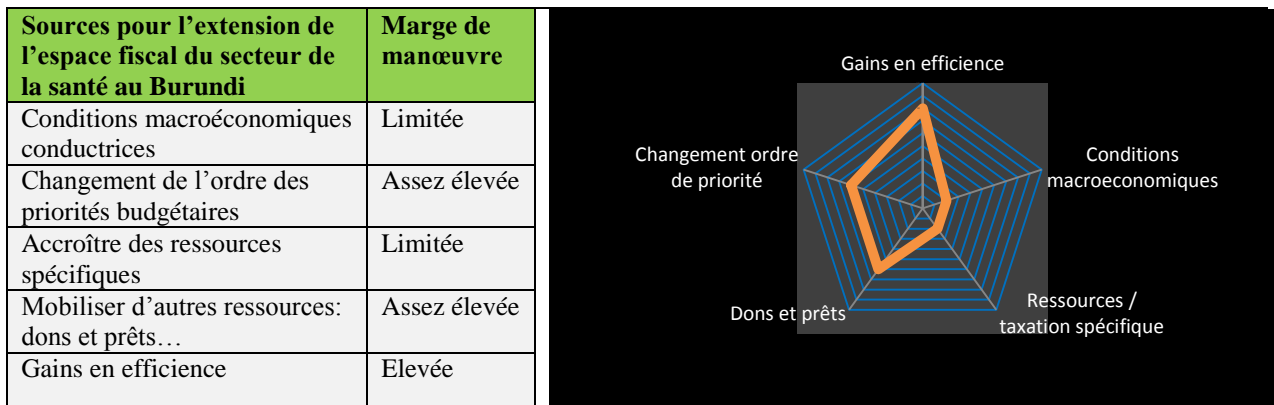 Sources pour l’extension de
l’espace fiscal du secteur de
la santé au Burundi
Marge de
manœuvre
Conditions macroéconomiques
conductrices
Limitée
Changement de l’ordre des
priorités budgétaires
Assez élevée
Accroître des ressources
spécifiques
Limitée
Mobiliser d’autres ressources:
dons et prêts…
Assez élevée
Gains en efficience
Elevée
Gains en efficience
Conditions
macroeconomiques
Ressources /
taxation spécifique
Dons et prêts
Changement ordre
de priorité